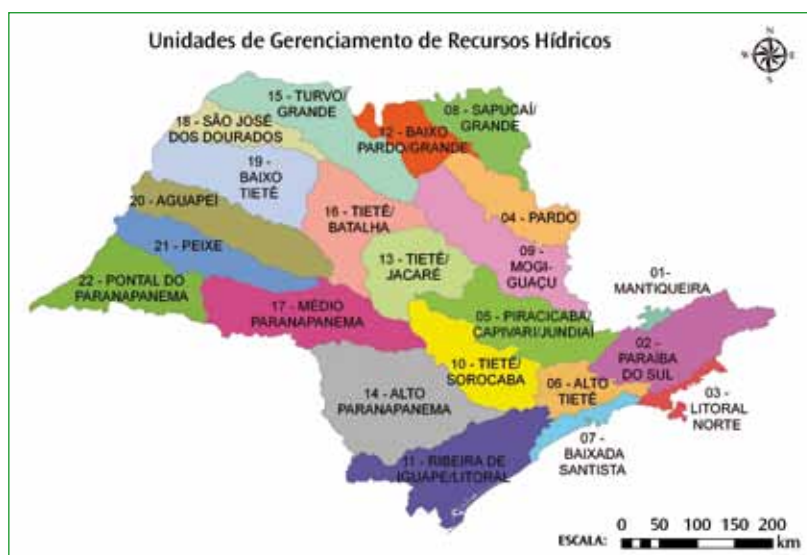 Unidades de Gerenciamento de Recursos Hídricos
N
W
E
S
15 - TURVO/
GRANDE
08 - SAPUCAÍ/
GRANDE
18 - SÃO JOSÉ
DOS DOURADOS
12 - BAIXO
PARDO/GRANDE
19 -
BAIXO
TIETÊ
20 - AGUAPEÍ
16 - TIETÊ/
BATALHA
04 - PARDO
21 - PEIXE
13 - TIETÊ/
JACARÉ
09 -
MOGI-
GUAÇU
22 - PONTAL DO
PARANAPANEMA
01-
MANTIQUEIRA
17 - MÉDIO
PARANAPANEMA
05 - PIRACICABA/
CAPIVARI/JUNDIAÍ
02 -
PARAÍBA
DO SUL
10 - TIETÊ/
SOROCABA
06 - ALTO
TIETÊ
14 - ALTO
PARANAPANEMA
03 -
LITORAL
NORTE
07 -
BAIXADA
SANTISTA
11 - RIBEIRA DE
IGUAPE/LITORAL
ESCALA: 0 50 100 150 200
km